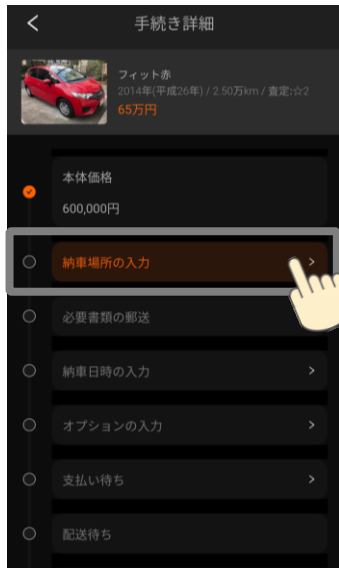 手続き詳細
フィット赤
2014年(平成26年) / 2.50万km / 査定:☆2
65万円
本体価格
600,000円
納車場所の入力
必要書類の郵送
納車日時の入力
オプションの入力
支払い待ち
配送待ち